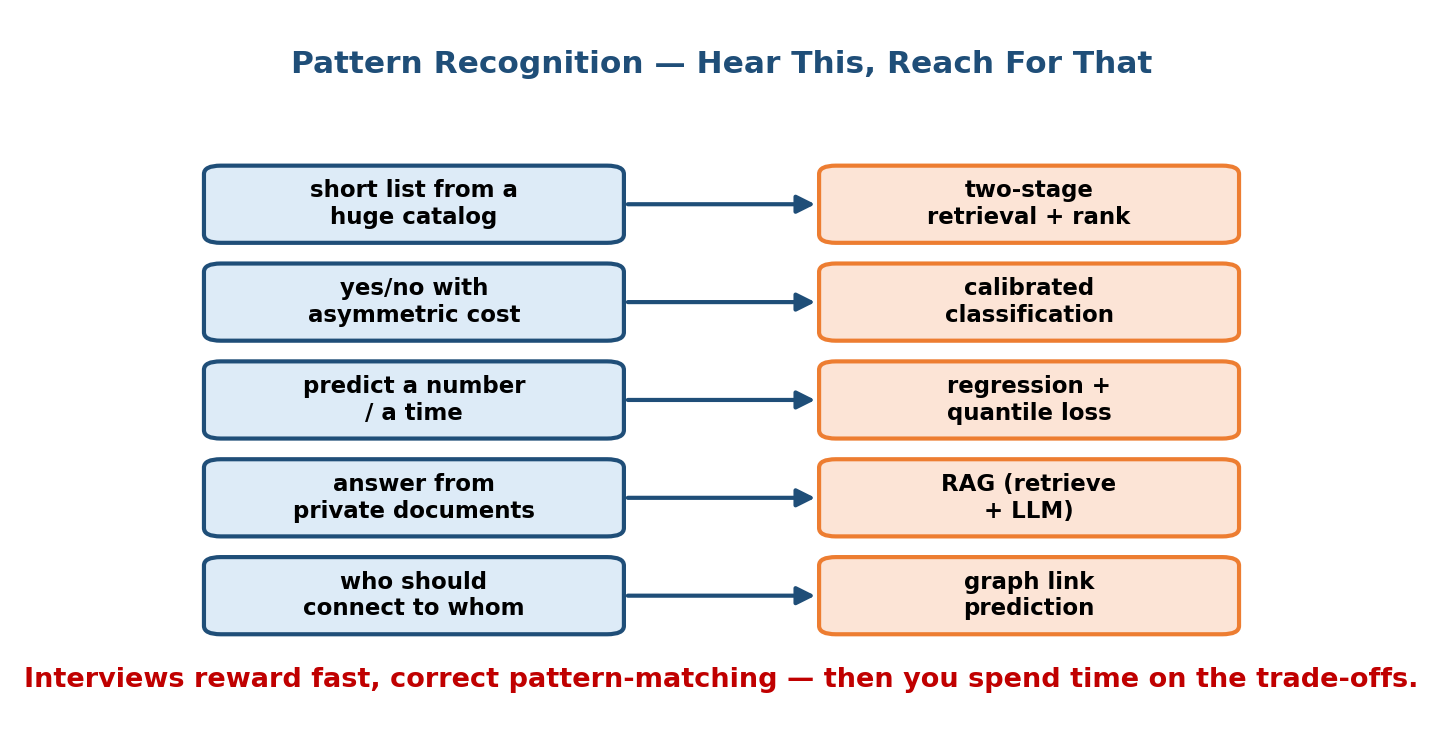 Pattern Recognition — Hear This, Reach For That
short list from a
huge catalog
two-stage
retrieval + rank
yes/no with
asymmetric cost
calibrated
classification
predict a number
/ a time
regression +
quantile loss
answer from
private documents
RAG (retrieve
+ LLM)
who should
connect to whom
graph link
prediction
Interviews reward fast, correct pattern-matching — then you spend time on the trade-offs.